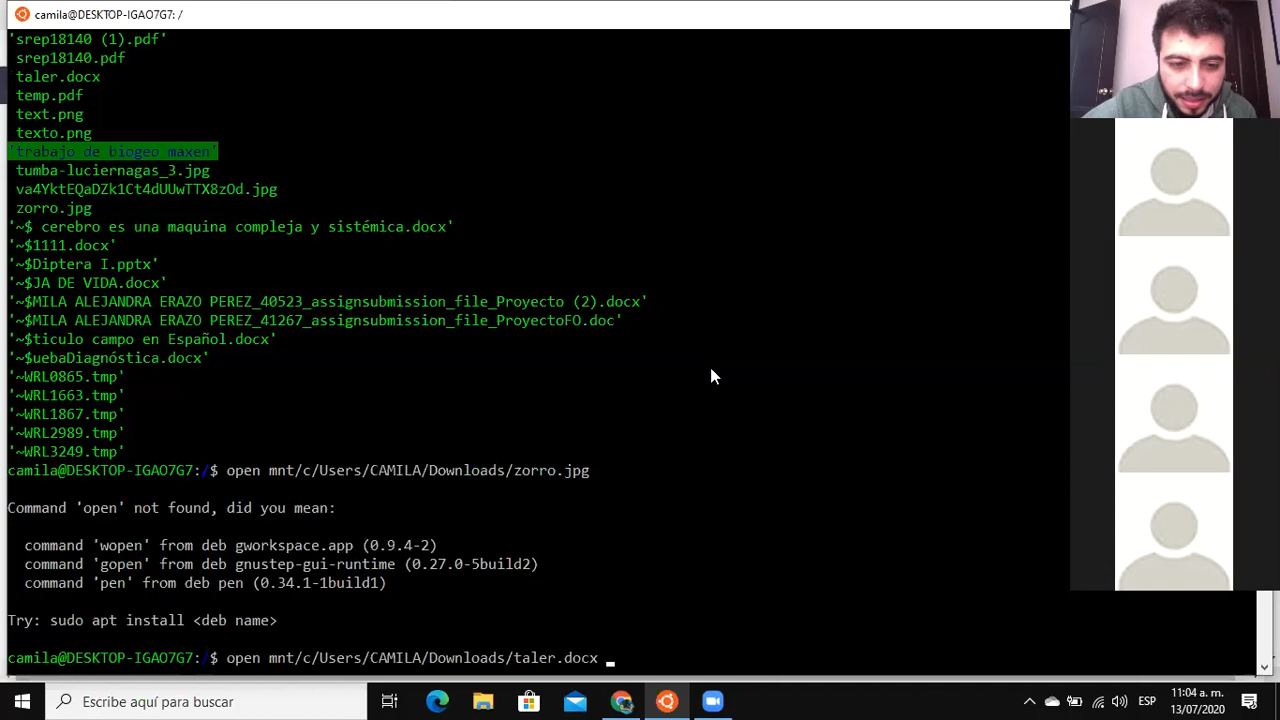 camila@DESKTOP-IGAO7G7: /
'srep18140 (1).pdf'
srep18140.pdf
taler.docx
temp.pdf
text.png
texto.png
'trabajo de biogeo maxen'
tumba-luciernagas_3.jpg
va4YktEQaDZk1Ct4dUUwTTX8zOd.jpg
zorro.jpg
'~$ cerebro es una maquina compleja y sistémica.docx'
'~$1111.docx'
'~$Diptera I.pptx'
'~$JA DE VIDA.docx'
'~$MILA ALEJANDRA ERAZO PEREZ_40523_assignsubmission_file_Proyecto (2).docx'
'~$MILA ALEJANDRA ERAZO PEREZ_41267_assignsubmission_file_ProyectoFO.doc'
'~$ticulo campo en Español.docx'
'~$uebaDiagnóstica.docx'
'~WRL0865.tmp'
'~WRL1663.tmp'
'~WRL1867.tmp'
'~WRL2989.tmp'
'~WRL3249.tmp'
camila@DESKTOP-IGAO7G7:/$ open mnt/c/Users/CAMILA/Downloads/zorro.jpg
Command 'open' not found, did you mean:
command 'wopen' from deb gworkspace.app (0.9.4-2)
command 'gopen' from deb gnustep-gui-runtime (0.27.0-5build2)
command 'pen' from deb pen (0.34.1-1build1)
Try: sudo apt install <deb name>
camila@DESKTOP-IGAO7G7:/$ open mnt/c/Users/CAMILA/Downloads/taler.docx
Escribe aquí para buscar
ESP
11:04 a. m.
13/07/2020